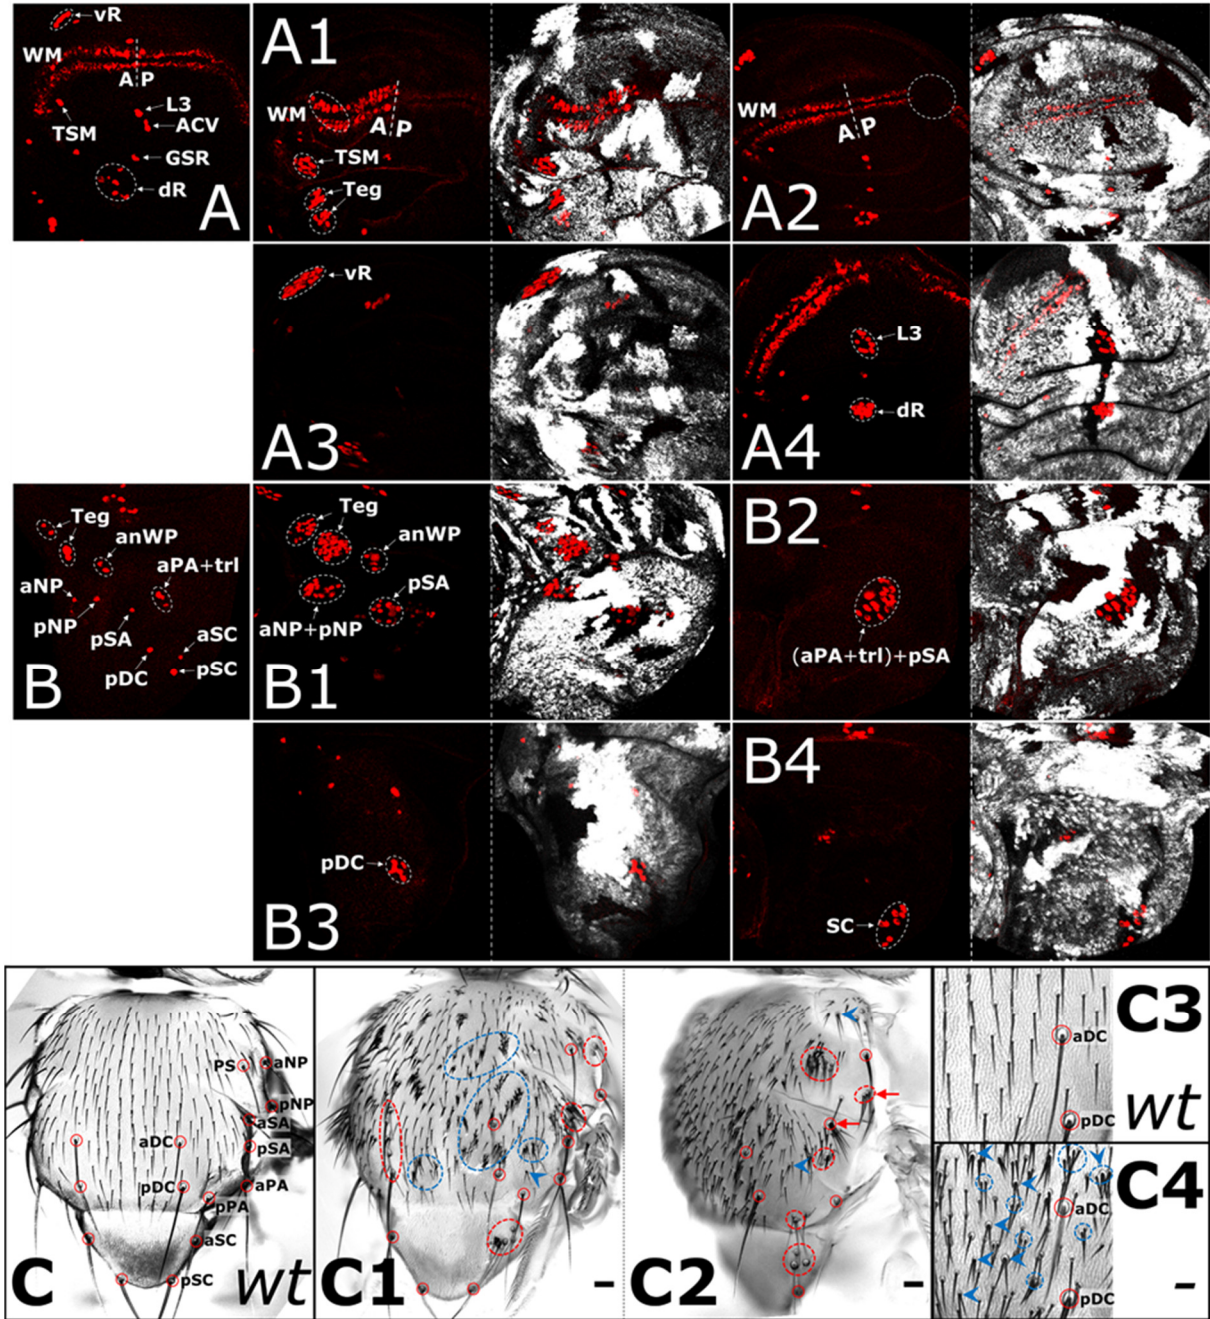 vR
WM
A P
L3
TSM
ACV
GSR
dR
A
A1
WM
A P
TSM
Teg
A P
A2
vR
A3
L3
dR
A4
Teg
anWP
aPA+trl
aNP
pNP
pSA
aSC
pDC
pSC
B
Teg
anWP
pSA
aNP+pNP
B1
B2
(aPA+trl)+pSA
pDC
B3
B4
SC
PS
aNP
pNP
aSA
aDC
pSA
pDC
aPA
pPA
aSC
pSC
C
wt
C1
-
C2
-
C3
aDC
wt
pDC
C4
aDC
pDC
-